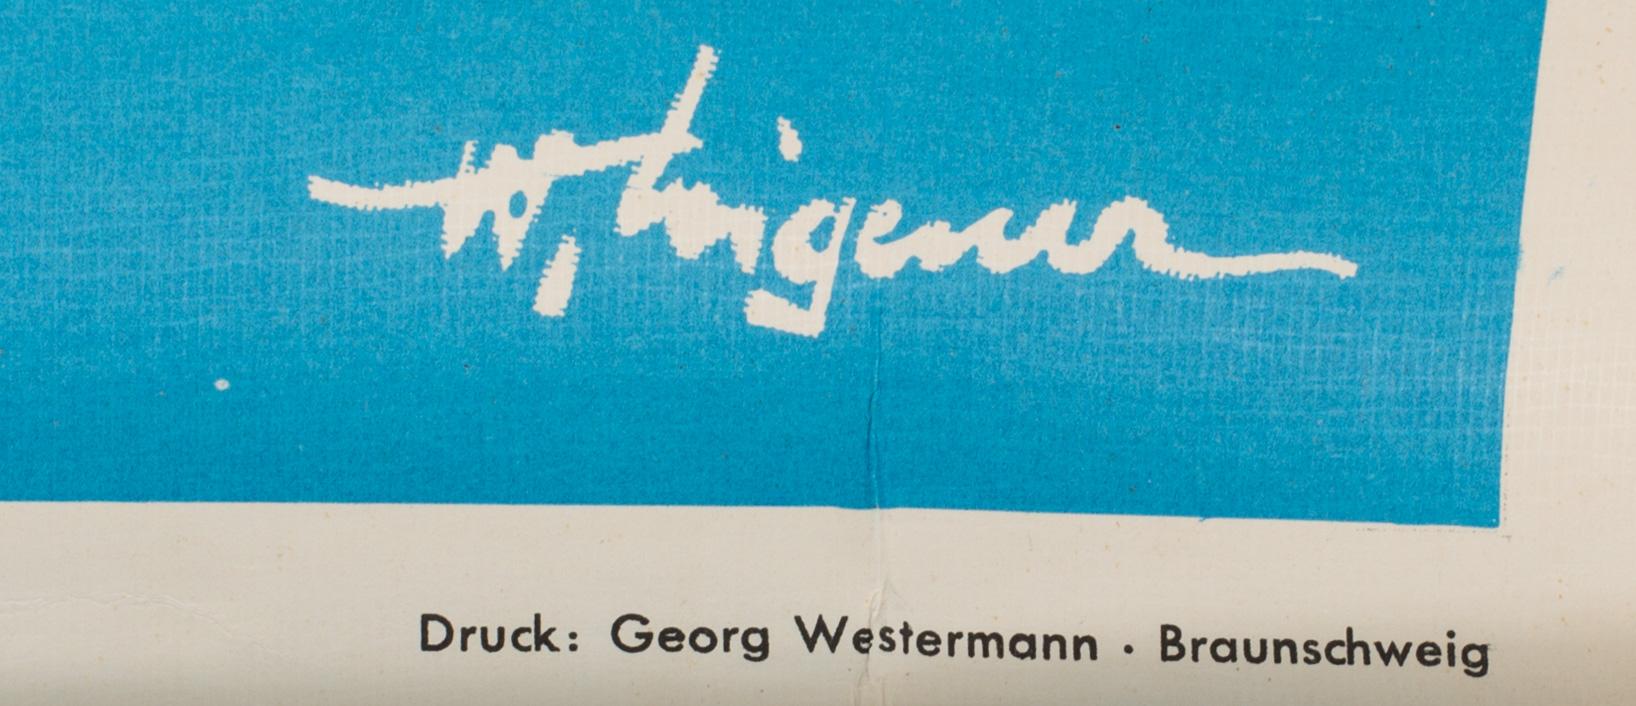 Druck: Georg Westermann · Braunschweig